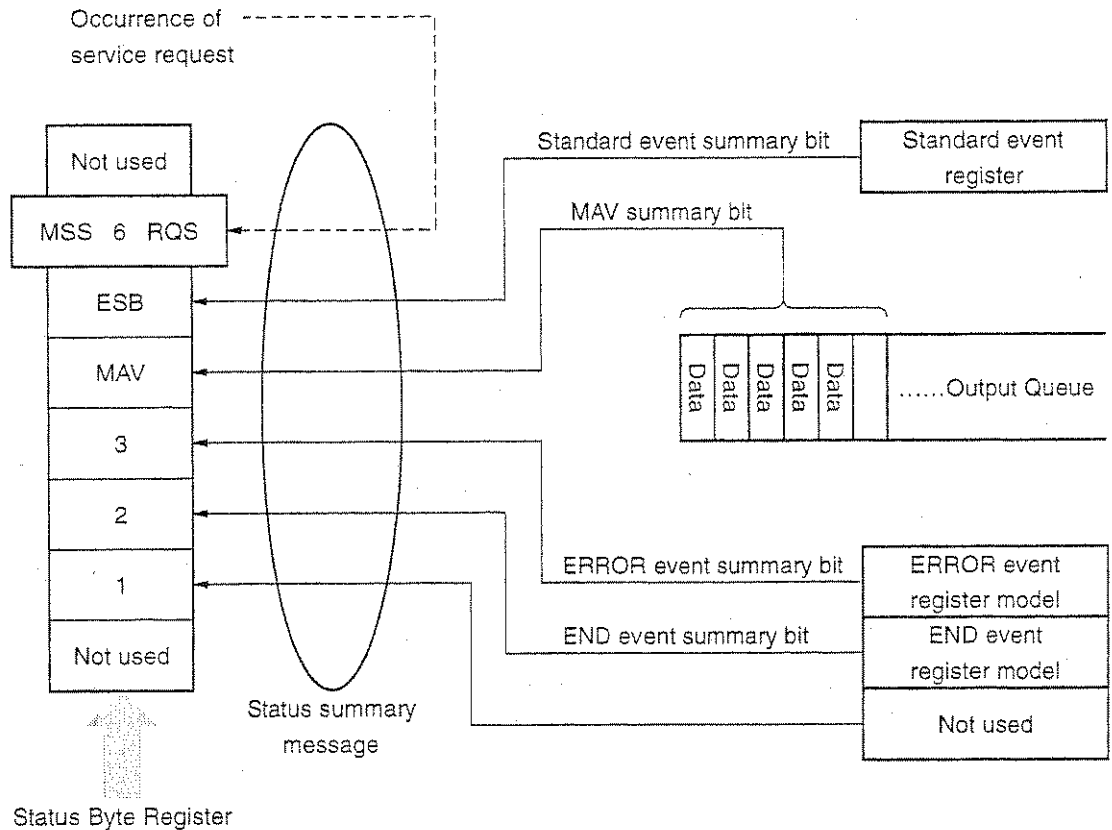 Occurrence of
service request
Not used
MSS 6 RQS
ESB
MAV
3
2
1
Not used
Status Byte Register
Status summary
message
Standard event summary bit
MAV summary bit
ERROR event summary bit
END event summary bit
Standard event
register
Data
Data
Data
Data
Data
......Output Queue
ERROR event
register model
END event
register model
Not used